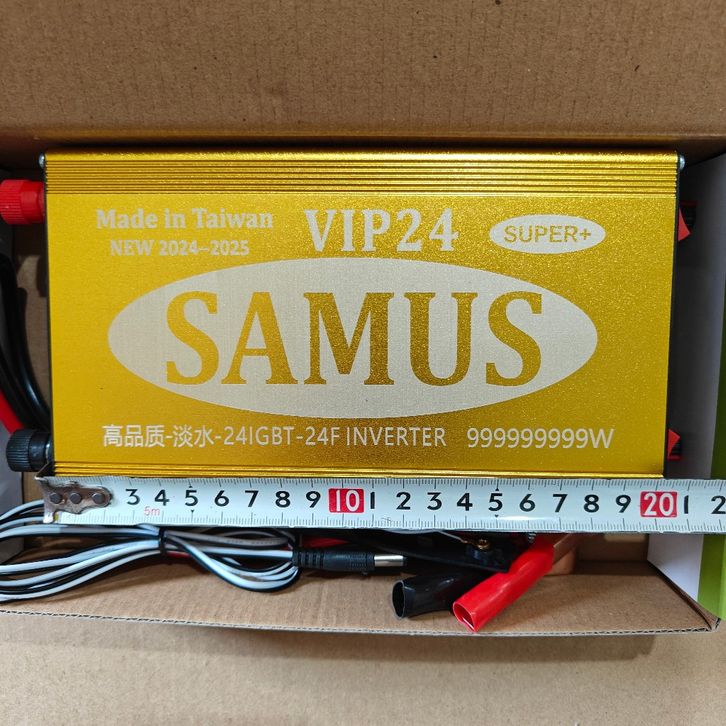 Made in Taiwan
NEW 2024-2025
VIP24
SUPER+
SAMUS
高品质-淡水-24IGBT-24F INVERTER 999999999W
3 4 5 6 7 8 9 10 1 2 3 4 5 6 7 8 9 20 1 2
5m